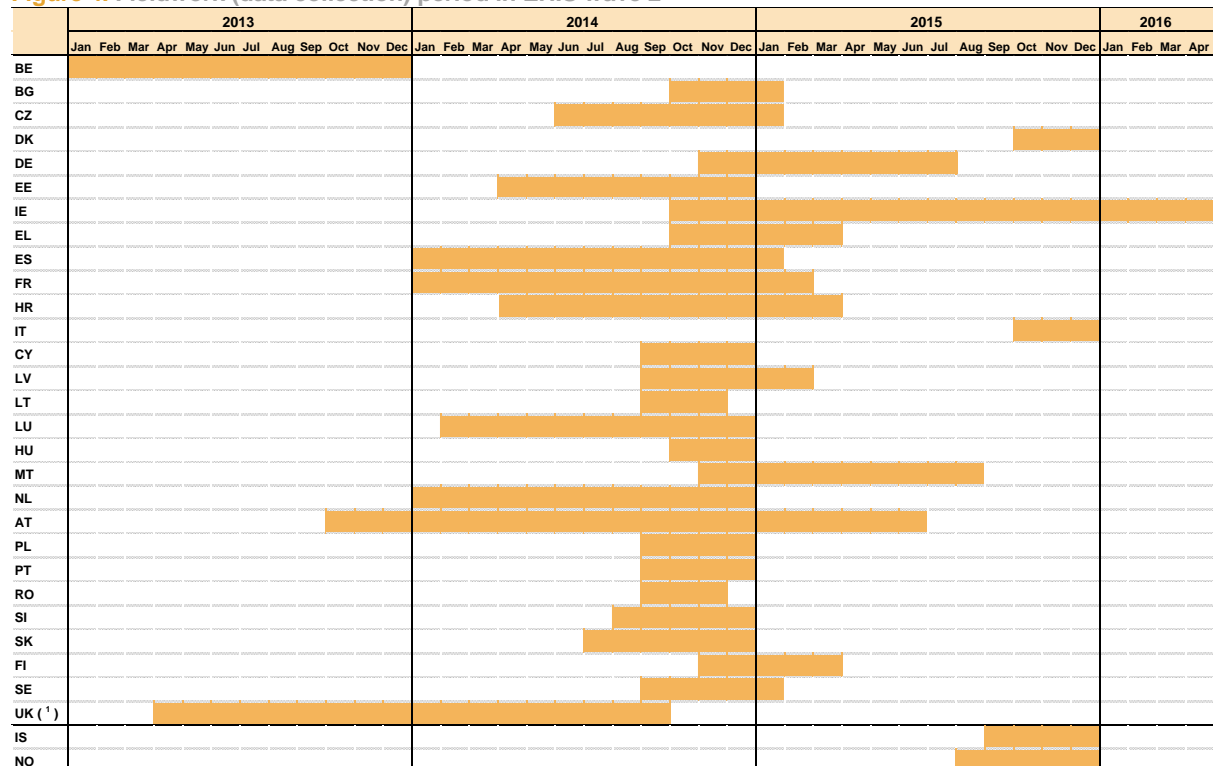 2013 2014 2015 2016
Jan Feb Mar Apr May Jun Jul Aug Sep Oct Nov Dec Jan Feb Mar Apr May Jun Jul Aug Sep Oct Nov Dec Jan Feb Mar Apr May Jun Jul Aug Sep Oct Nov Dec Jan Feb Mar Apr
BE
BG
CZ
DK
DE
EE
IE
EL
ES
FR
HR
IT
CY
LV
LT
LU
HU
MT
NL
AT
PL
PT
RO
SI
SK
FI
SE
UK ( ¹ )
IS
NO